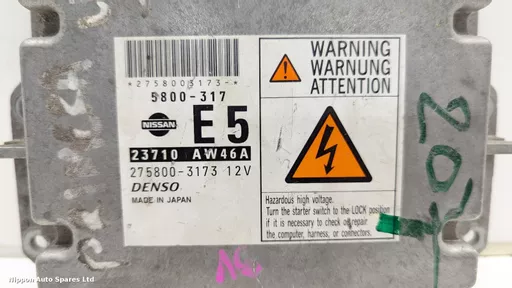 *2758003173-*
5800-317
NISSAN
E5
23710 AW46A
275800-3173 12V
DENSO
MADE IN JAPAN
WARNING
WARNUNG
ATTENTION
Hazardous high voltage.
Turn the starter switch to the LOCK position
if it is necessary to check or repair
the computer, harness, or connectors.
Nippon Auto Spares Ltd